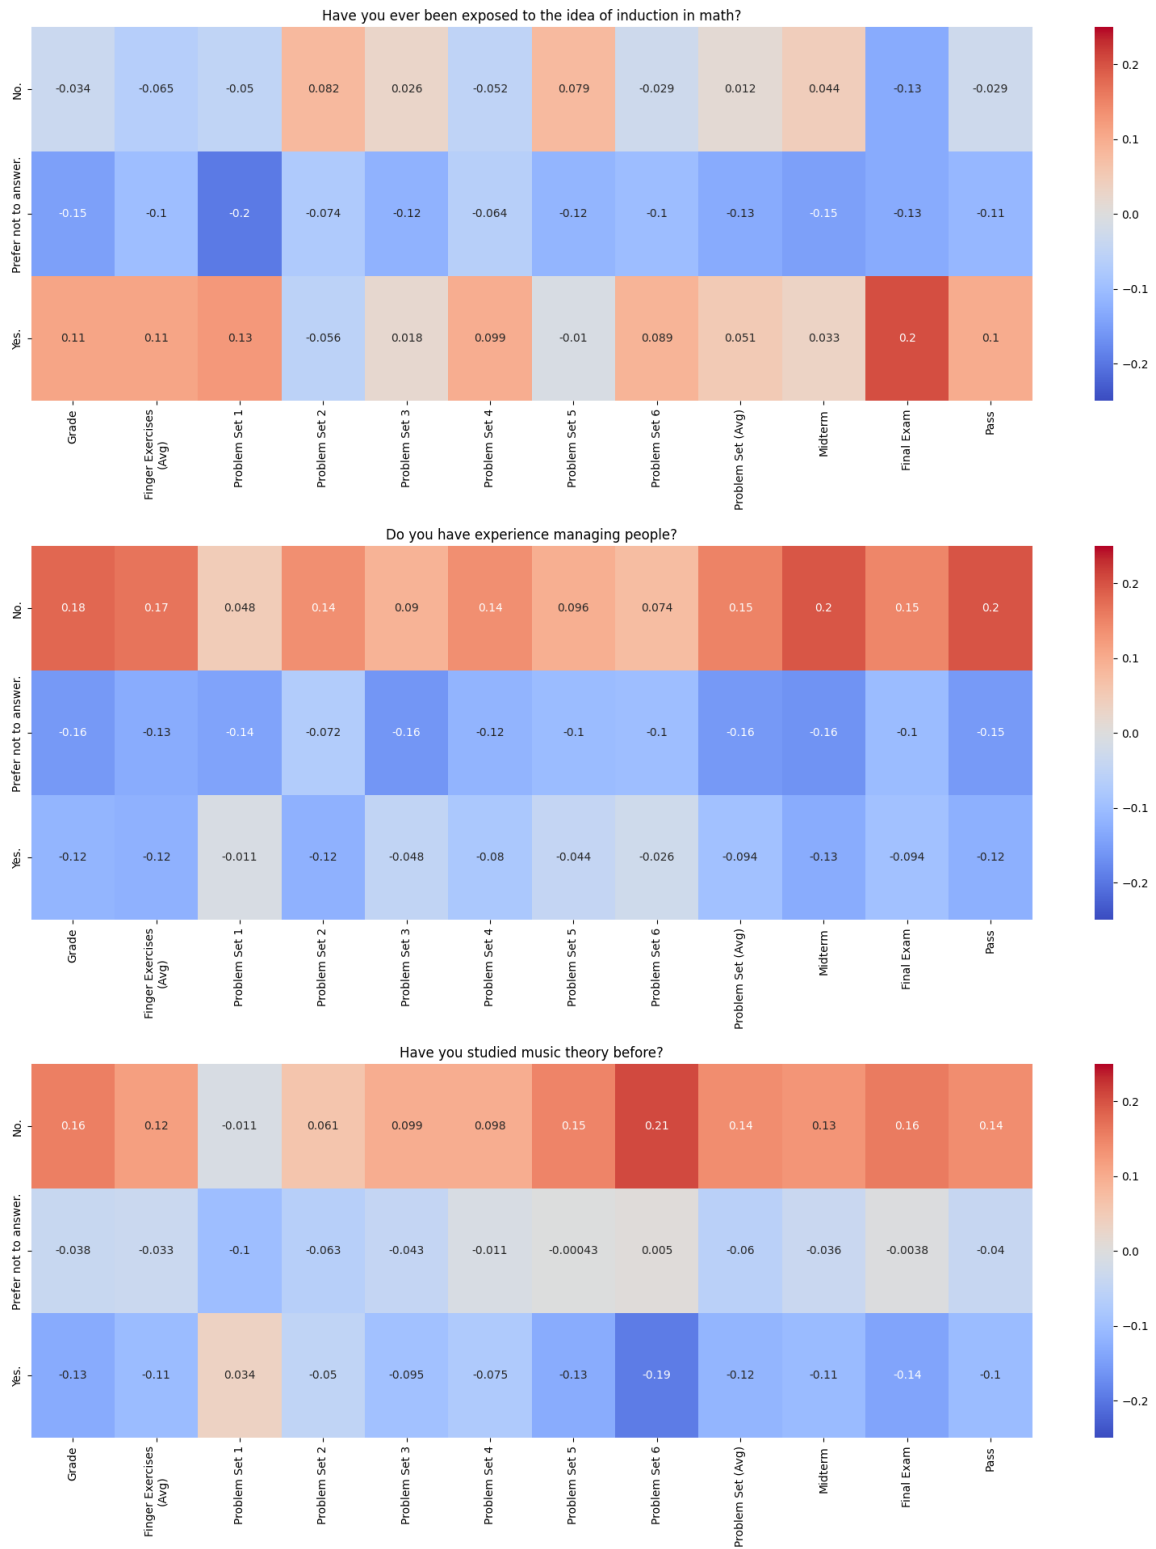 Have you ever been exposed to the idea of induction in math?
No.
-0.034 -0.065 -0.05 0.082 0.026 -0.052 0.079 -0.029 0.012 0.044 -0.13 -0.029
Prefer not to answer.
-0.15 -0.1 -0.2 -0.074 -0.12 -0.064 -0.12 -0.1 -0.13 -0.15 -0.13 -0.11
Yes.
0.11 0.11 0.13 -0.056 0.018 0.099 -0.01 0.089 0.051 0.033 0.2 0.1
Grade
Finger Exercises
(Avg)
Problem Set 1
Problem Set 2
Problem Set 3
Problem Set 4
Problem Set 5
Problem Set 6
Problem Set (Avg)
Midterm
Final Exam
Pass
0.2
0.1
0.0
−0.1
−0.2
Do you have experience managing people?
No.
0.18 0.17 0.048 0.14 0.09 0.14 0.096 0.074 0.15 0.2 0.15 0.2
Prefer not to answer.
-0.16 -0.13 -0.14 -0.072 -0.16 -0.12 -0.1 -0.1 -0.16 -0.16 -0.1 -0.15
Yes.
-0.12 -0.12 -0.011 -0.12 -0.048 -0.08 -0.044 -0.026 -0.094 -0.13 -0.094 -0.12
Grade
Finger Exercises
(Avg)
Problem Set 1
Problem Set 2
Problem Set 3
Problem Set 4
Problem Set 5
Problem Set 6
Problem Set (Avg)
Midterm
Final Exam
Pass
0.2
0.1
0.0
−0.1
−0.2
Have you studied music theory before?
No.
0.16 0.12 -0.011 0.061 0.099 0.098 0.15 0.21 0.14 0.13 0.16 0.14
Prefer not to answer.
-0.038 -0.033 -0.1 -0.063 -0.043 -0.011 -0.00043 0.005 -0.06 -0.036 -0.0038 -0.04
Yes.
-0.13 -0.11 0.034 -0.05 -0.095 -0.075 -0.13 -0.19 -0.12 -0.11 -0.14 -0.1
Grade
Finger Exercises
(Avg)
Problem Set 1
Problem Set 2
Problem Set 3
Problem Set 4
Problem Set 5
Problem Set 6
Problem Set (Avg)
Midterm
Final Exam
Pass
0.2
0.1
0.0
−0.1
−0.2